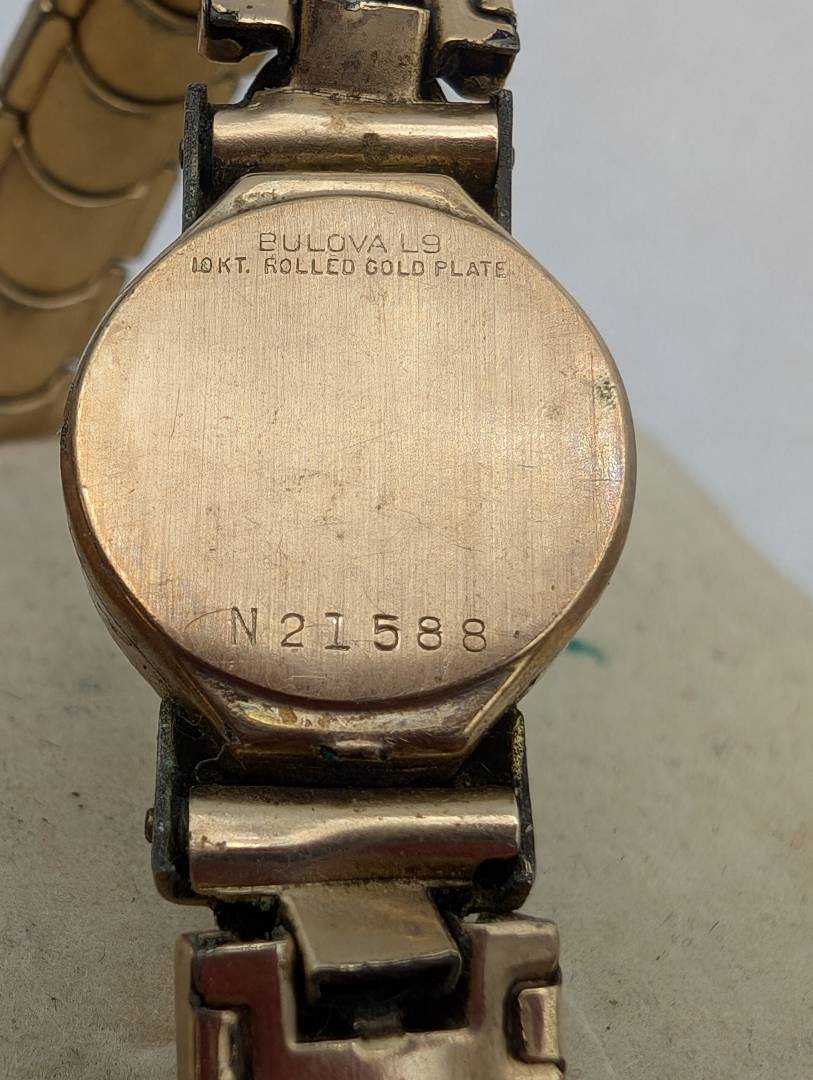 BULOVA L9
10KT. ROLLED GOLD PLATE
N21588